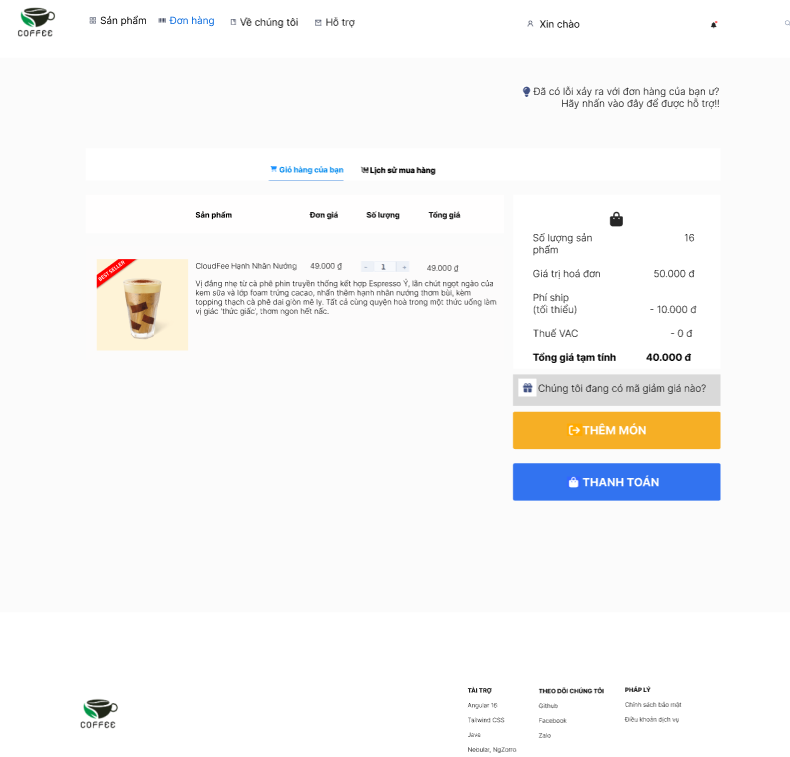 COFFEE
Sản phẩm
Đơn hàng
Về chúng tôi
Hỗ trợ
Xin chào
Đã có lỗi xảy ra với đơn hàng của bạn ư?
Hãy nhấn vào đây để được hỗ trợ!!
Giỏ hàng của bạn
Lịch sử mua hàng
Sản phẩm Đơn giá Số lượng Tổng giá
BEST SELLER
CloudFee Hạnh Nhân Nướng 49.000 ₫ - 1 + 49.000 ₫
Vị đắng nhẹ từ cà phê phin truyền thống kết hợp Espresso Ý, lẫn chút ngọt ngào của
kem sữa và lớp foam trứng cacao, nhấn thêm hạnh nhân nướng thơm bùi, kèm
topping thạch cà phê dai giòn mê ly. Tất cả cùng quyện hoà trong một thức uống làm
vị giác 'thức giấc', thơm ngon hết nấc.
Số lượng sản
phẩm
16
Giá trị hoá đơn 50.000 đ
Phí ship
(tối thiểu) - 10.000 đ
Thuế VAC - 0 đ
Tổng giá tạm tính 40.000 đ
Chúng tôi đang có mã giảm giá nào?
THÊM MÓN
THANH TOÁN
COFFEE
TÀI TRỢ
Angular 16
Tailwind CSS
Java
Nebular, NgZorro
THEO DÕI CHÚNG TÔI
Github
Facebook
Zalo
PHÁP LÝ
Chính sách bảo mật
Điều khoản dịch vụ